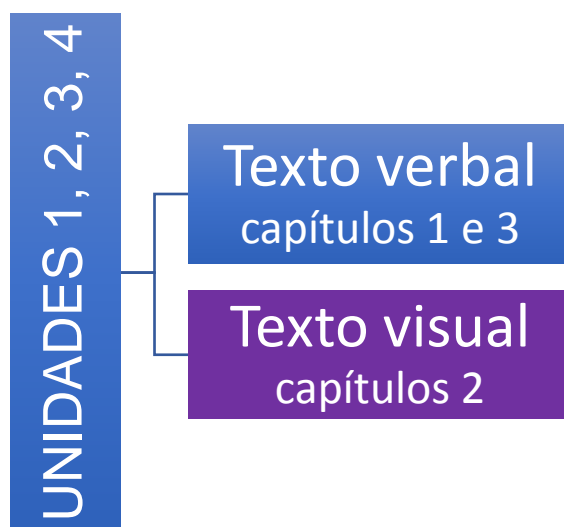 UNIDADES 1, 2, 3, 4
Texto verbal
capítulos 1 e 3
Texto visual
capítulos 2